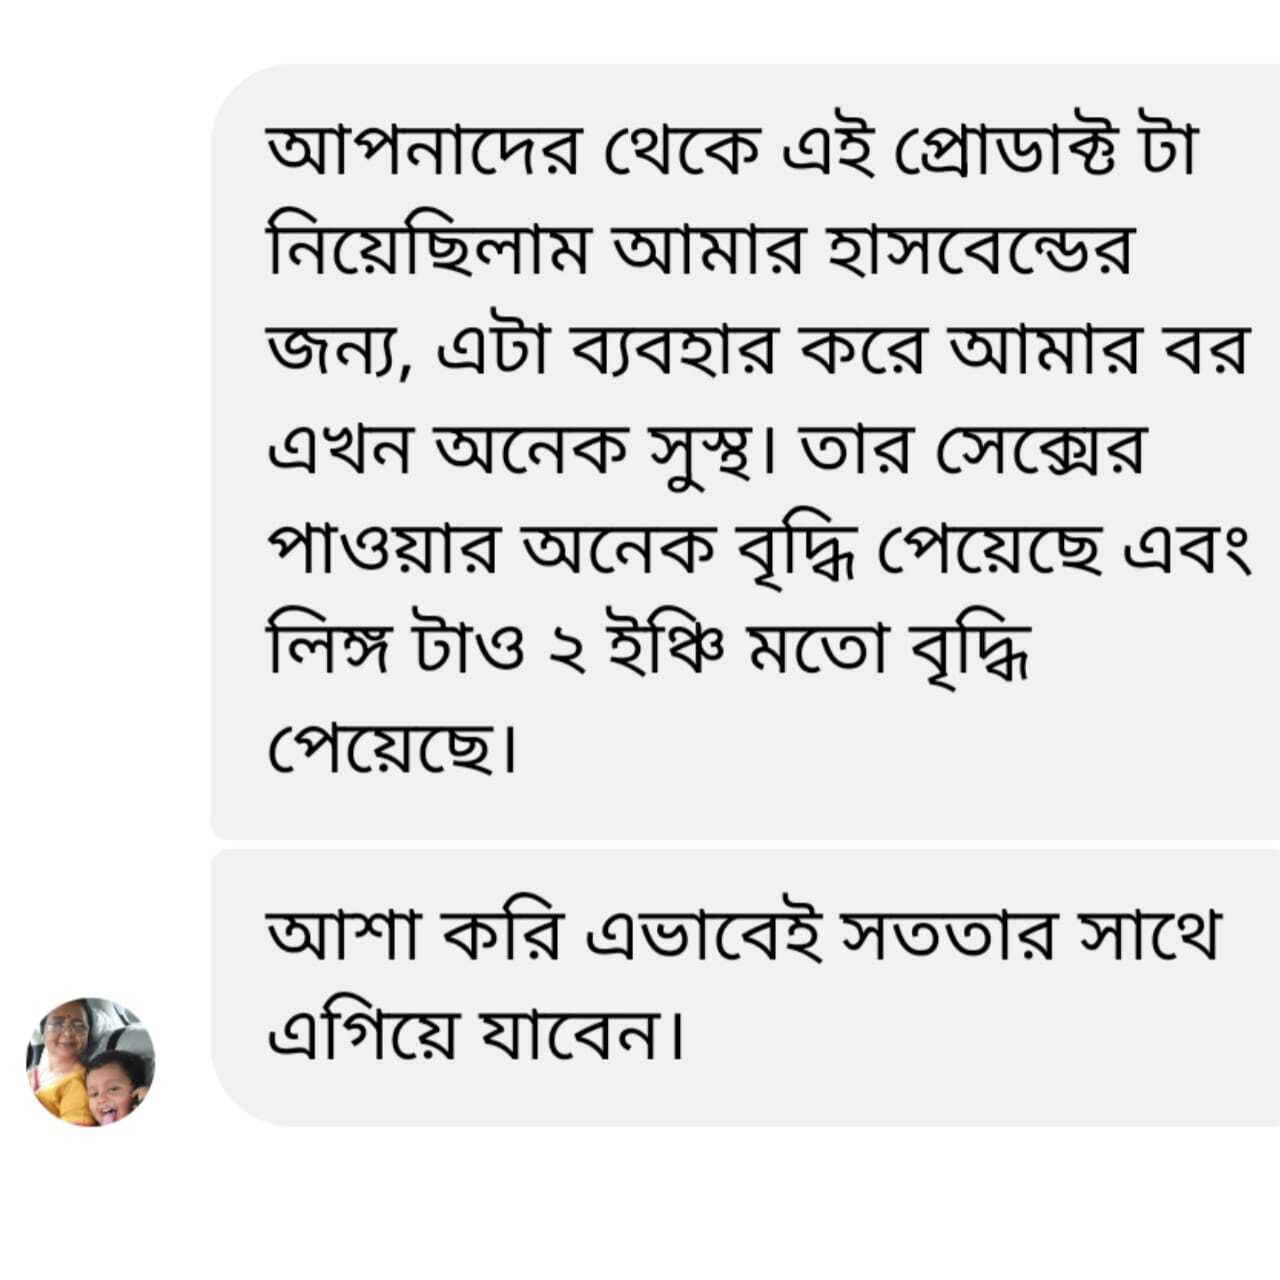 আপনাদের থেকে এই প্রোডাক্ট টা
নিয়েছিলাম আমার হাসবেন্ডের
জন্য, এটা ব্যবহার করে আমার বর
এখন অনেক সুস্থ। তার সেক্সের
পাওয়ার অনেক বৃদ্ধি পেয়েছে এবং
লিঙ্গ টাও ২ ইঞ্চি মতো বৃদ্ধি
পেয়েছে।
আশা করি এভাবেই সততার সাথে
এগিয়ে যাবেন।